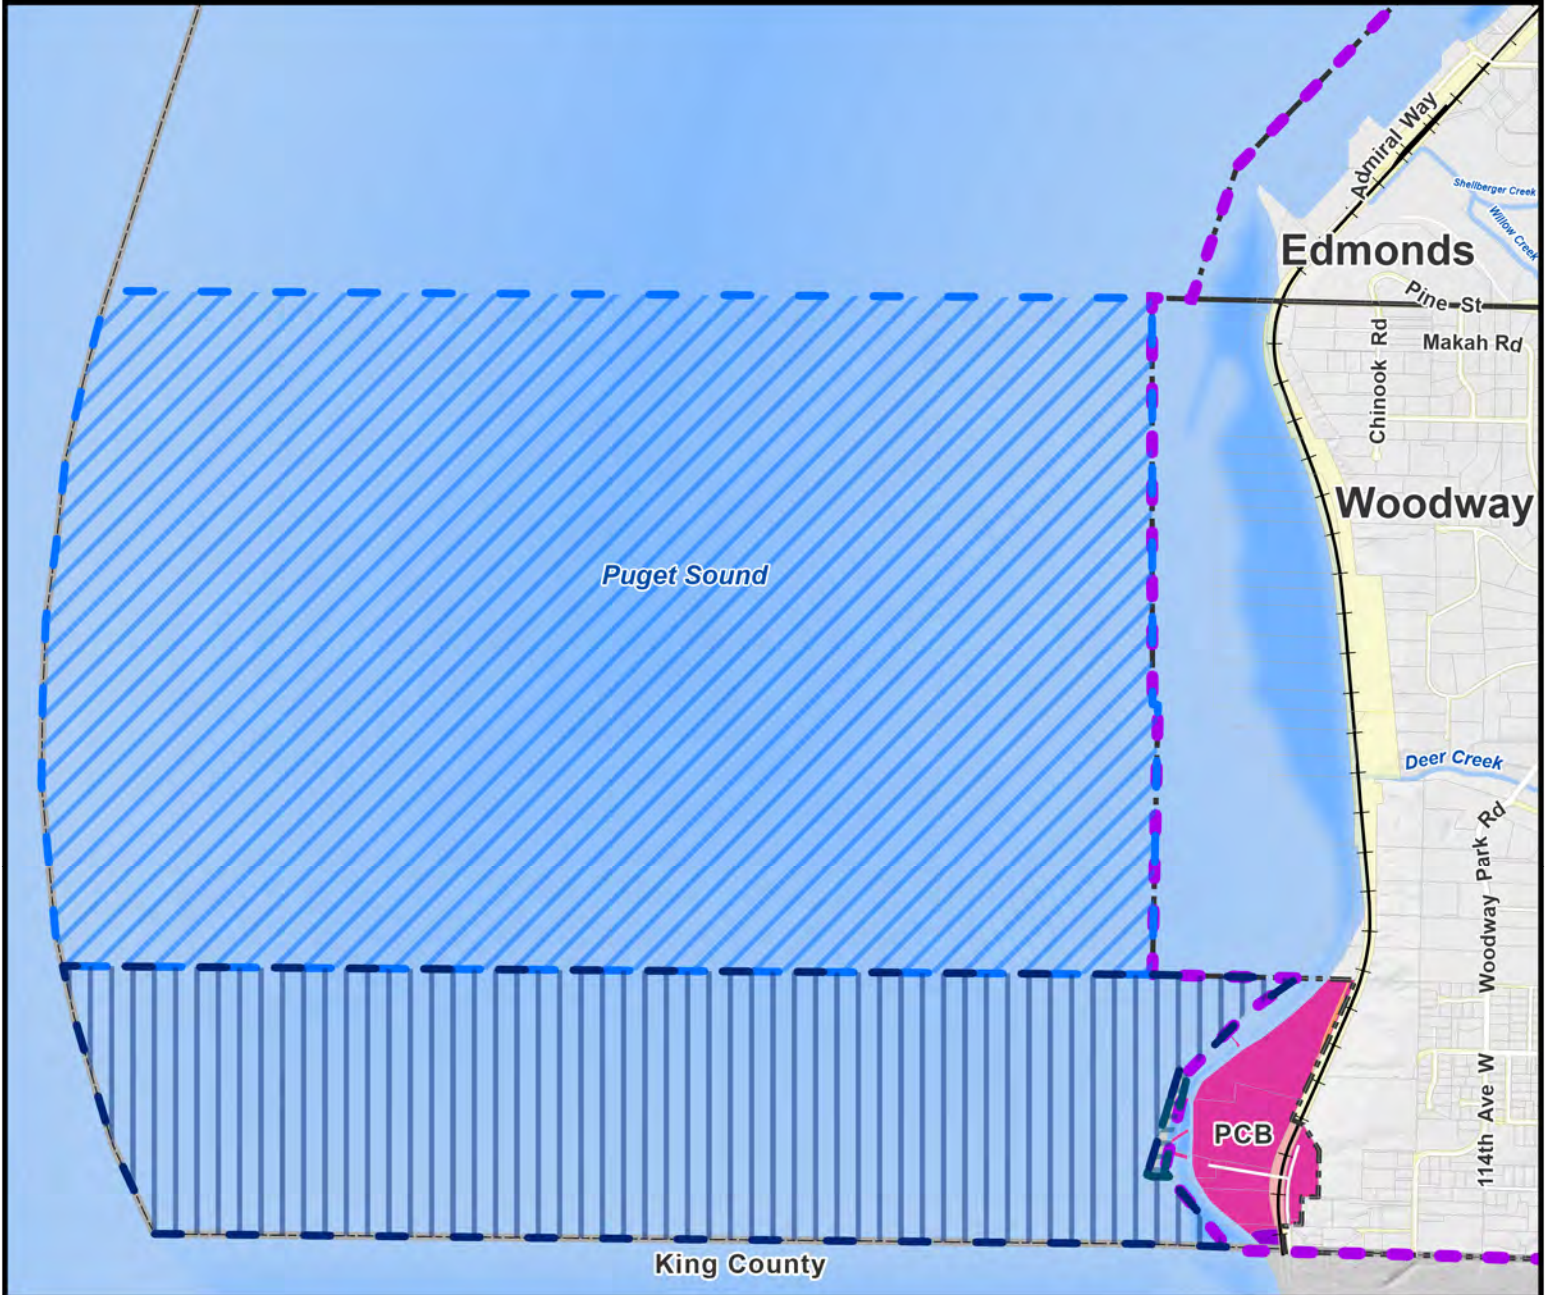 Admiral Way
Shellberger Creek
Willow Creek
Edmonds
Pine St
Chinook Rd
Makah Rd
Woodway
Puget Sound
Deer Creek
Woodway Park Rd
114th Ave W
PCB
King County